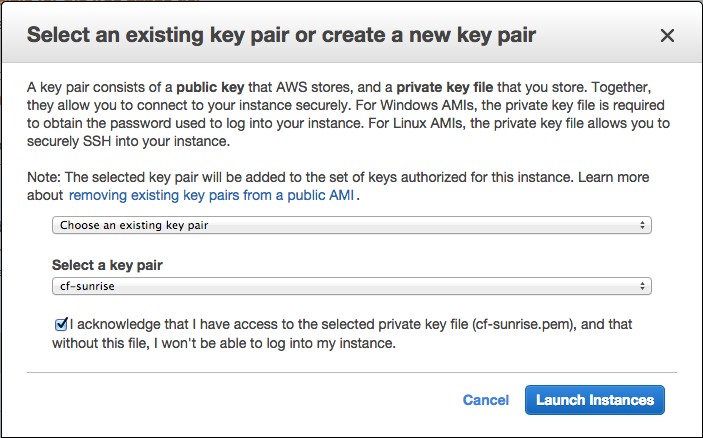 Select an existing key pair or create a new key pair
A key pair consists of a public key that AWS stores, and a private key file that you store. Together,
they allow you to connect to your instance securely. For Windows AMIs, the private key file is required
to obtain the password used to log into your instance. For Linux AMIs, the private key file allows you to
securely SSH into your instance.
Note: The selected key pair will be added to the set of keys authorized for this instance. Learn more
about removing existing key pairs from a public AMI.
Choose an existing key pair
Select a key pair
cf-sunrise
I acknowledge that I have access to the selected private key file (cf-sunrise.pem), and that
without this file, I won't be able to log into my instance.
Cancel Launch Instances